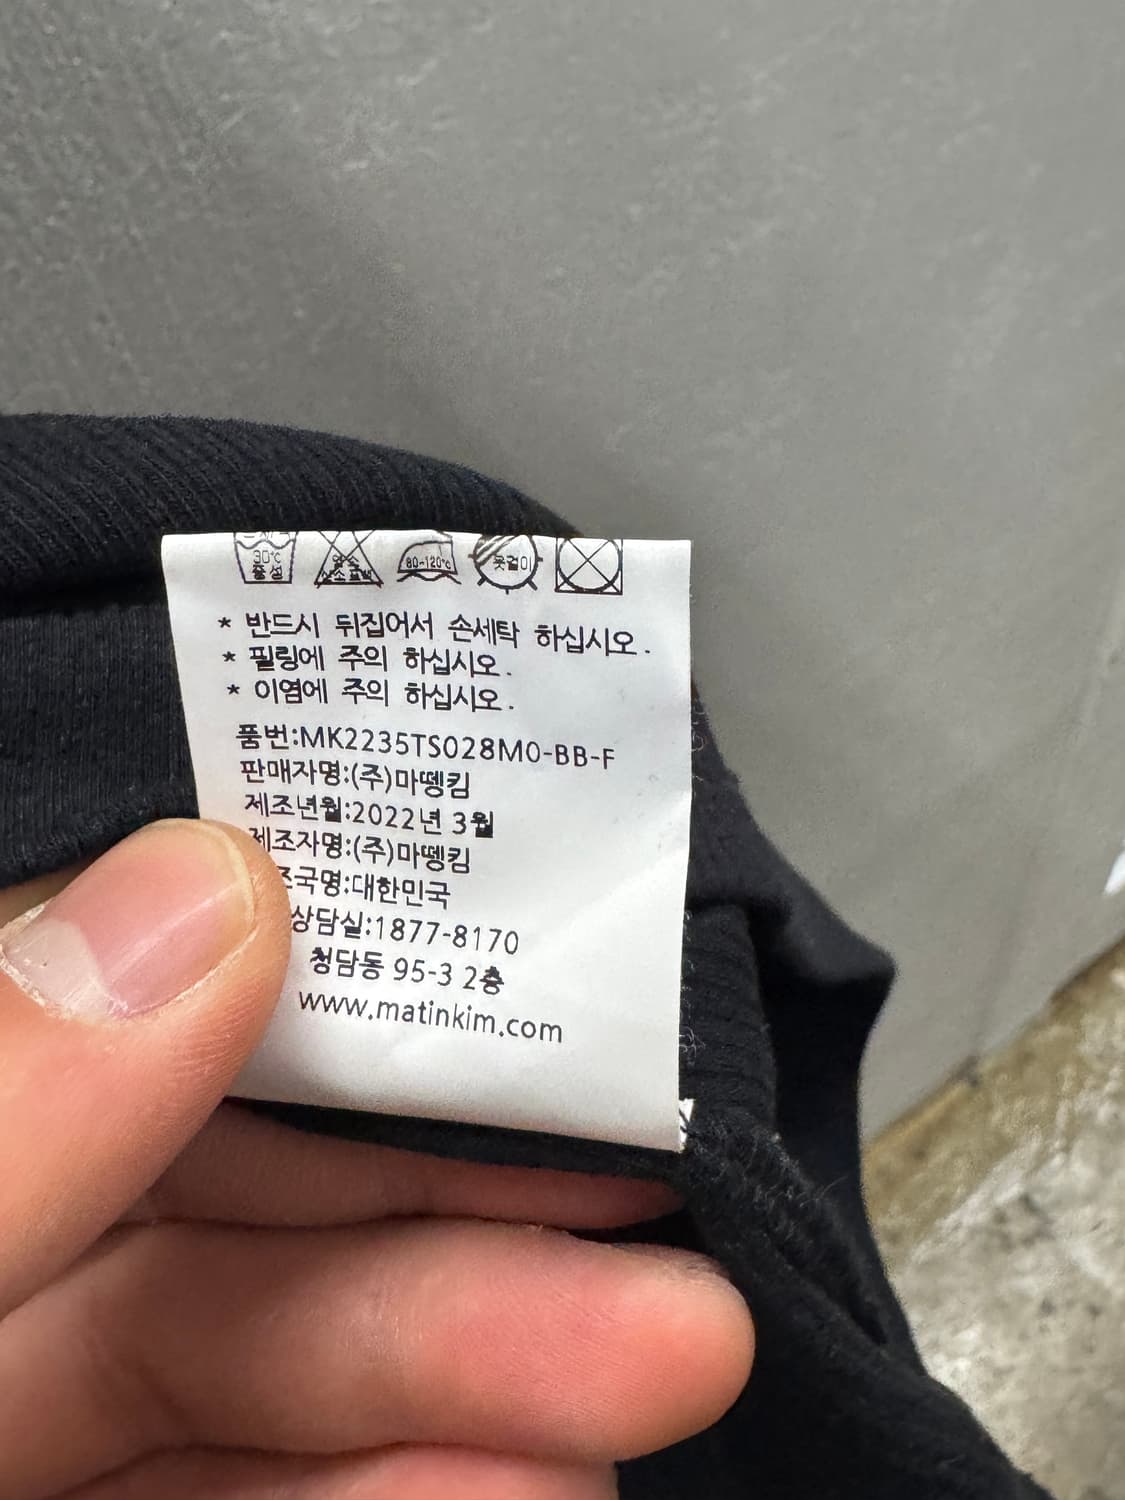 30℃
중성
80~120℃
옷걸이
* 반드시 뒤집어서 손세탁 하십시오.
* 필링에 주의 하십시오.
* 이염에 주의 하십시오.
품번:MK2235TS028M0-BB-F
판매자명:(주)마뗑킴
제조년월:2022년 3월
제조자명:(주)마뗑킴
조국명:대한민국
상담실:1877-8170
청담동 95-3 2층
www.matinkim.com